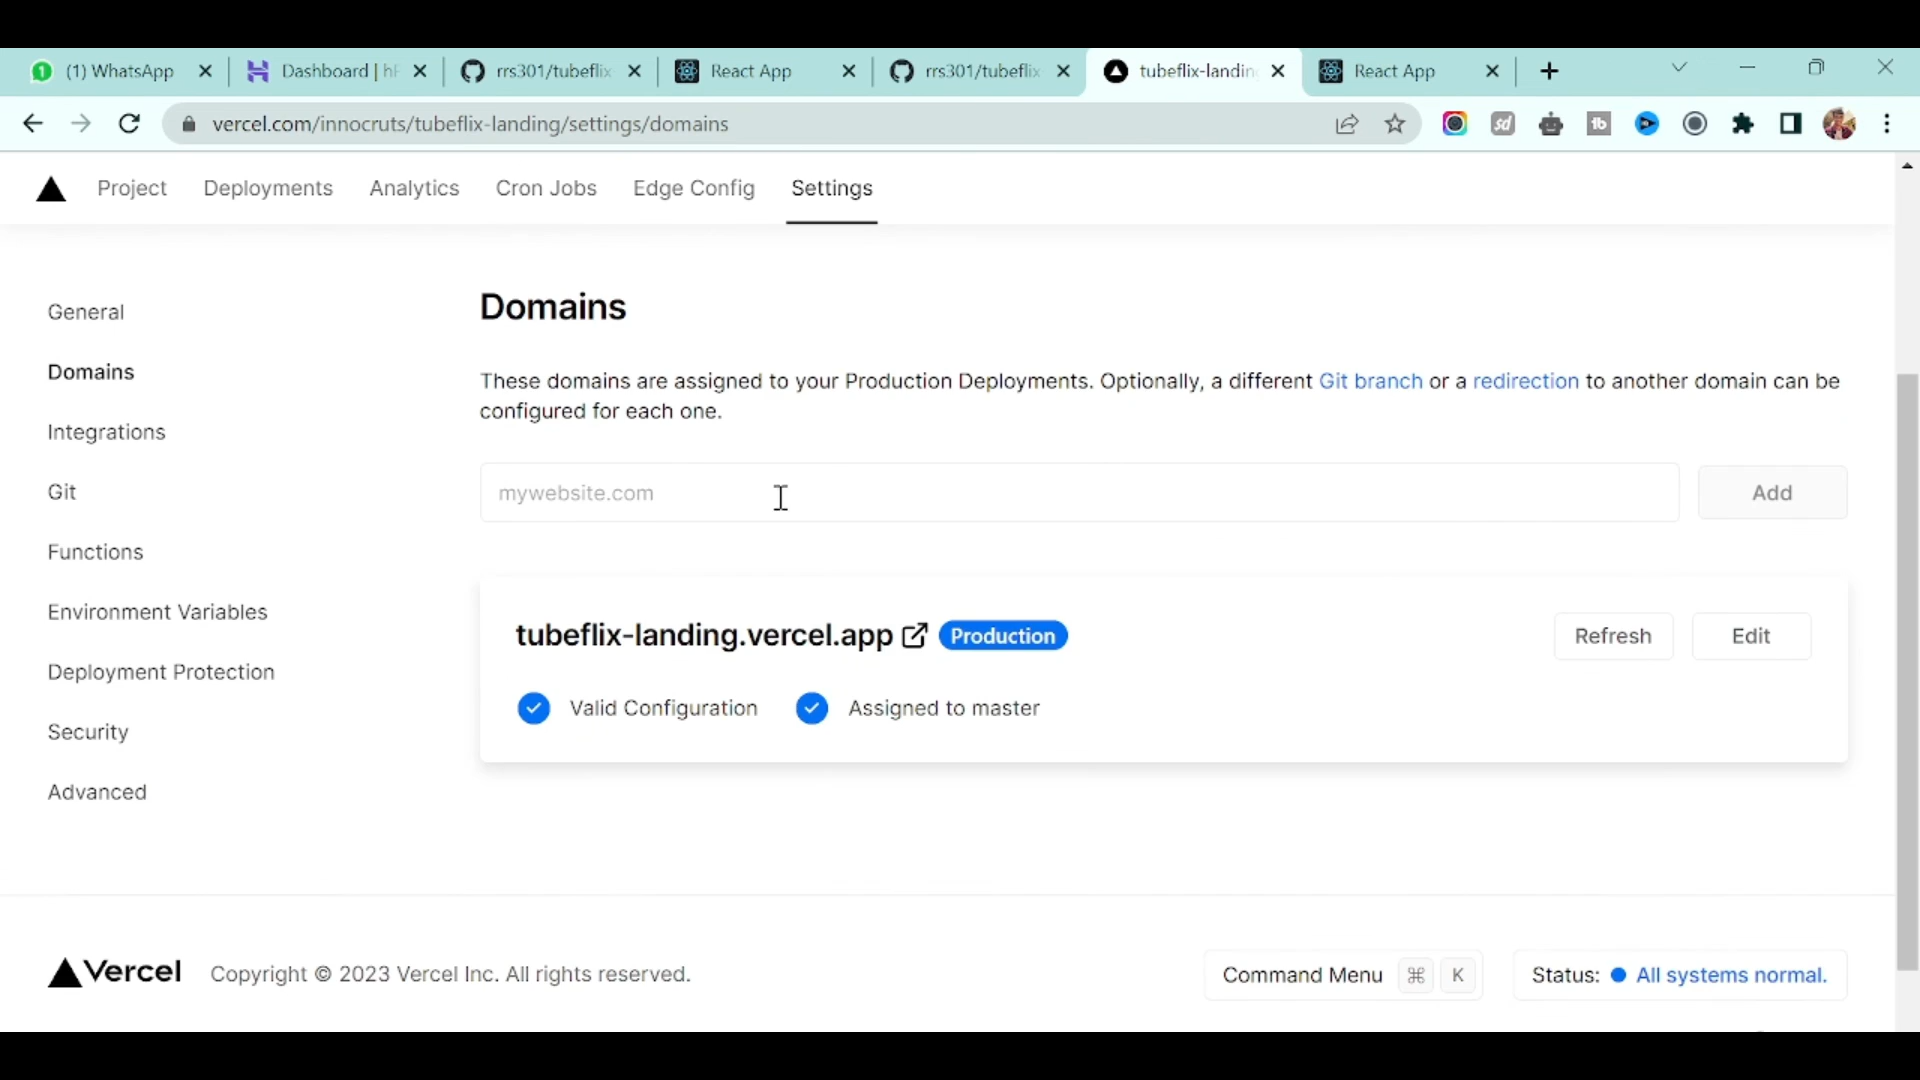 (1) WhatsApp
Dashboard | hP
rrs301/tubeflix
React App
rrs301/tubeflix
tubeflix-landin
React App
vercel.com/innocruts/tubeflix-landing/settings/domains
sd
1b
Project
Deployments
Analytics
Cron Jobs
Edge Config
Settings
General
Domains
Integrations
Git
Functions
Environment Variables
Deployment Protection
Security
Advanced
Domains
These domains are assigned to your Production Deployments. Optionally, a different Git branch or a redirection to another domain can be
configured for each one.
mywebsite.com
Add
tubeflix-landing.vercel.app
Production
Refresh
Edit
Valid Configuration
Assigned to master
Vercel
Copyright © 2023 Vercel Inc. All rights reserved.
Command Menu ⌘ K
Status: All systems normal.